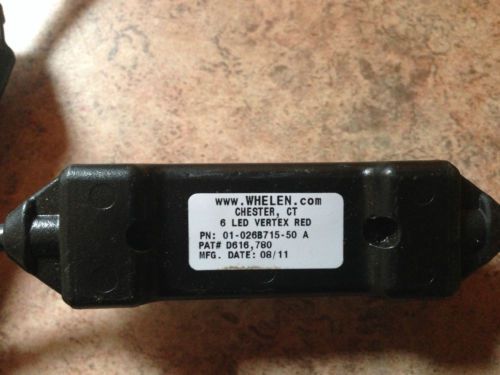 www.WHELEN.com
CHESTER, CT
6 LED VERTEX RED
PN: 01-026B715-50 A
PAT# D616,780
MFG. DATE: 08/11